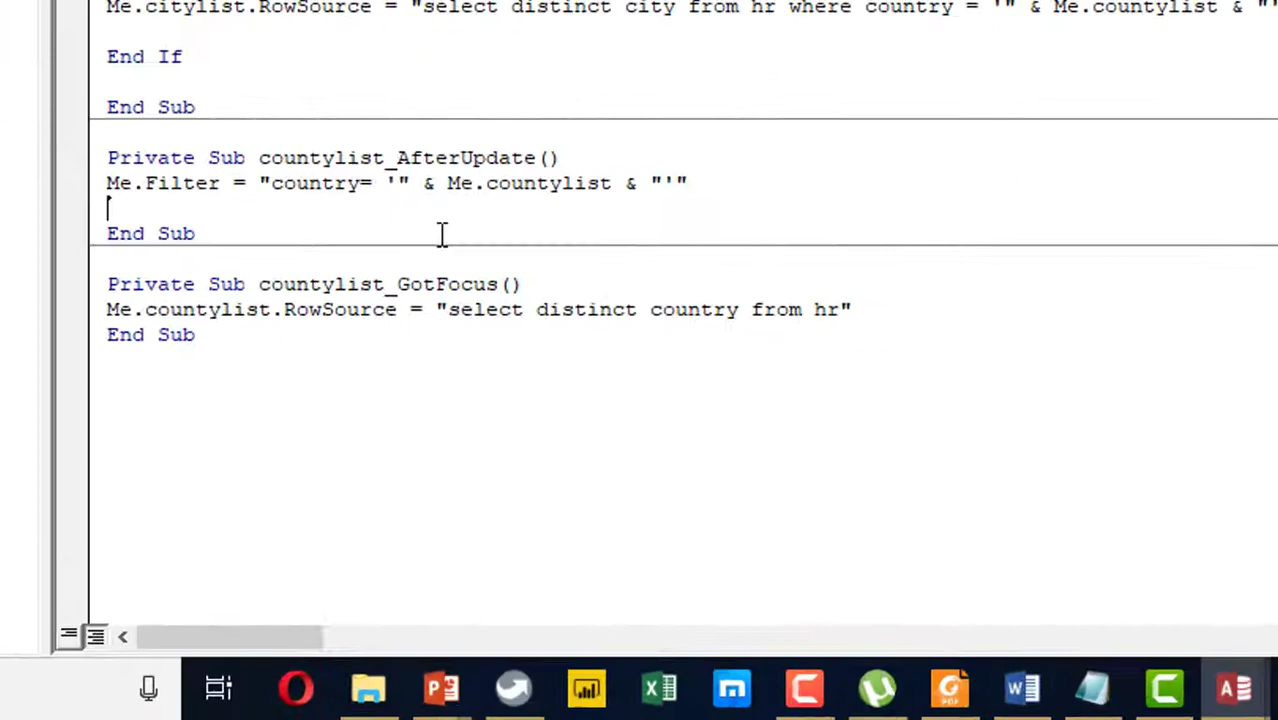 Me.citylist.RowSource = "select distinct city from hr where country = '" & Me.countylist & "'
End If
End Sub
Private Sub countylist_AfterUpdate()
Me.Filter = "country= '" & Me.countylist & "'"
End Sub
Private Sub countylist_GotFocus()
Me.countylist.RowSource = "select distinct country from hr"
End Sub